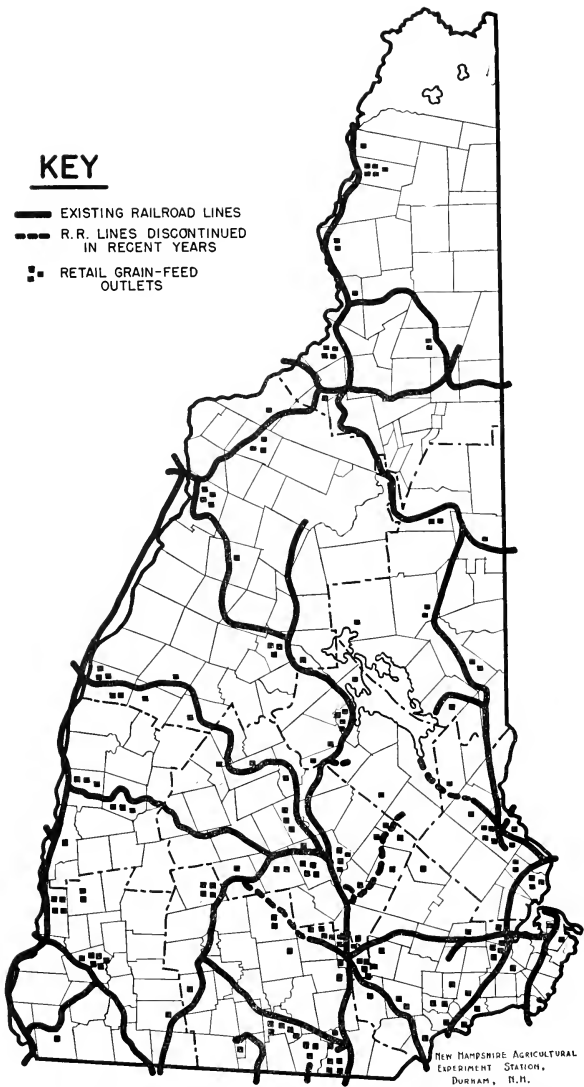 KEY
EXISTING RAILROAD LINES
R.R. LINES DISCONTINUED
IN RECENT YEARS
RETAIL GRAIN-FEED
OUTLETS
NEW HAMPSHIRE AGRICULTURAL
EXPERIMENT STATION,
DURHAM, N.H.